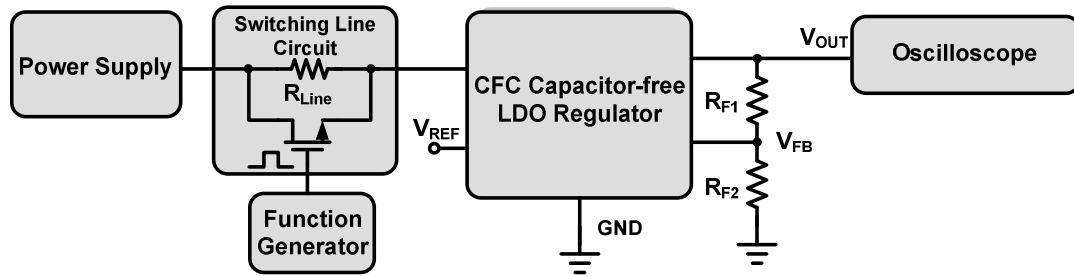 Power Supply
Switching Line
Circuit
RLine
Function
Generator
VREF
CFC Capacitor-free
LDO Regulator
GND
VOUT
RF1
VFB
RF2
Oscilloscope